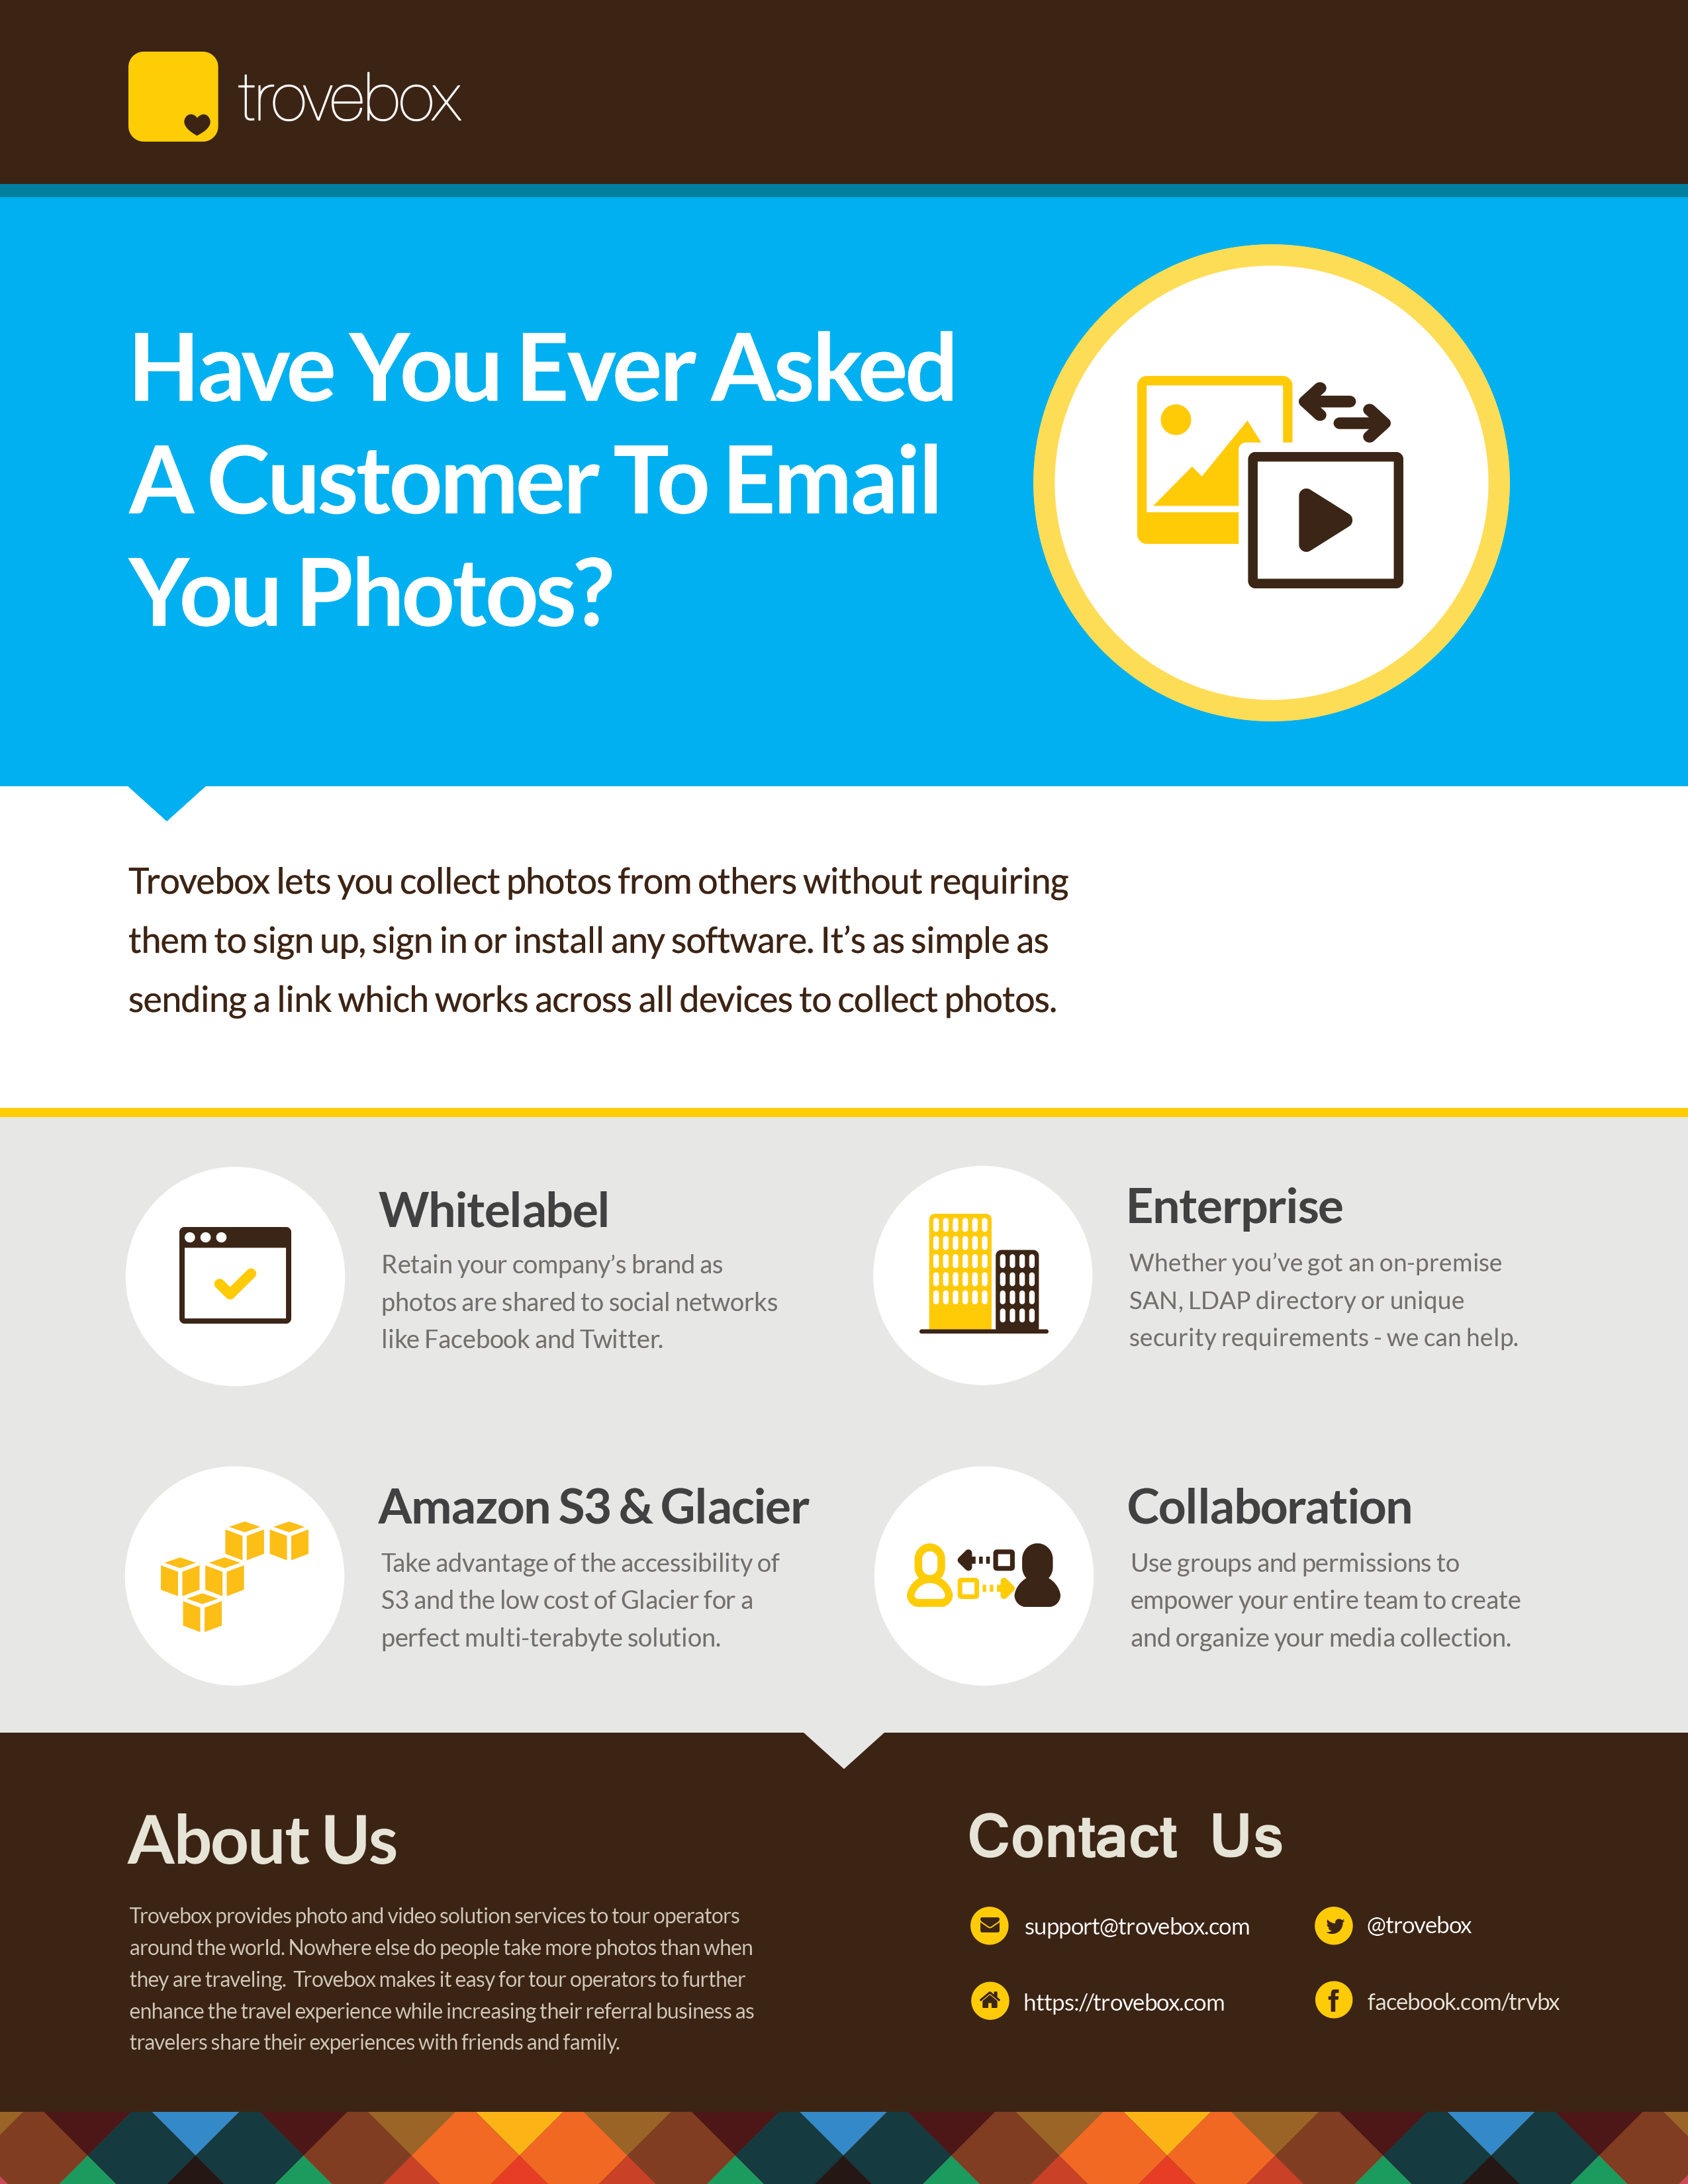 trovebox
Have You Ever Asked
A Customer To Email
You Photos?
Trovebox lets you collect photos from others without requiring
them to sign up, sign in or install any software. It’s as simple as
sending a link which works across all devices to collect photos.
Whitelabel
Retain your company’s brand as
photos are shared to social networks
like Facebook and Twitter.
Enterprise
Whether you’ve got an on-premise
SAN, LDAP directory or unique
security requirements - we can help.
Amazon S3 & Glacier
Take advantage of the accessibility of
S3 and the low cost of Glacier for a
perfect multi-terabyte solution.
Collaboration
Use groups and permissions to
empower your entire team to create
and organize your media collection.
About Us
Trovebox provides photo and video solution services to tour operators
around the world. Nowhere else do people take more photos than when
they are traveling.  Trovebox makes it easy for tour operators to further
enhance the travel experience while increasing their referral business as
travelers share their experiences with friends and family.
Contact Us
support@trovebox.com
@trovebox
https://trovebox.com
facebook.com/trvbx